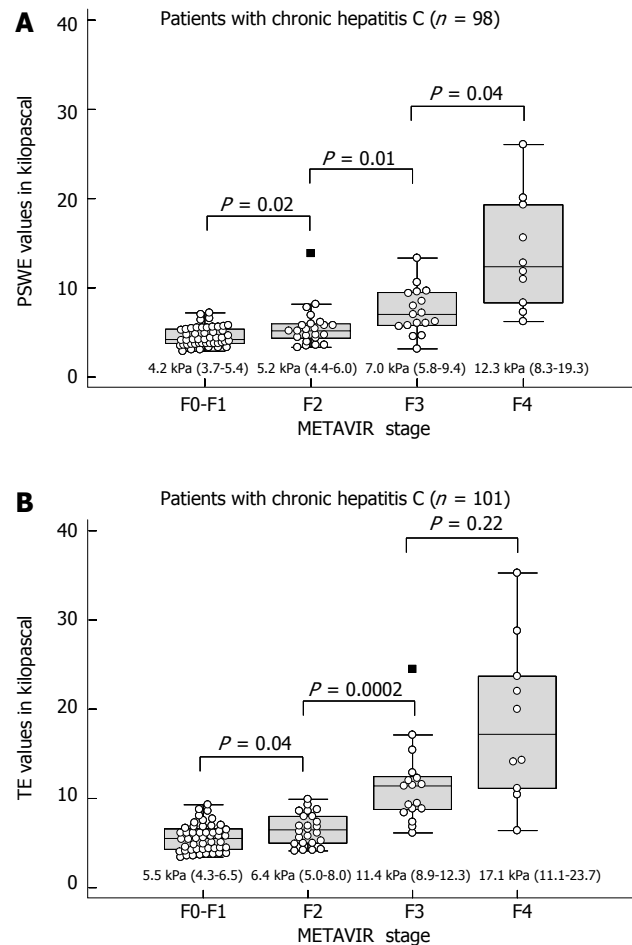 A
Patients with chronic hepatitis C (n = 98)
PSWE values in kilopascal
40
30
20
10
0
P = 0.02
P = 0.01
P = 0.04
4.2 kPa (3.7-5.4) 5.2 kPa (4.4-6.0) 7.0 kPa (5.8-9.4) 12.3 kPa (8.3-19.3)
F0-F1 F2 F3 F4
METAVIR stage
B
Patients with chronic hepatitis C (n = 101)
TE values in kilopascal
40
30
20
10
0
P = 0.04
P = 0.0002
P = 0.22
5.5 kPa (4.3-6.5) 6.4 kPa (5.0-8.0) 11.4 kPa (8.9-12.3) 17.1 kPa (11.1-23.7)
F0-F1 F2 F3 F4
METAVIR stage